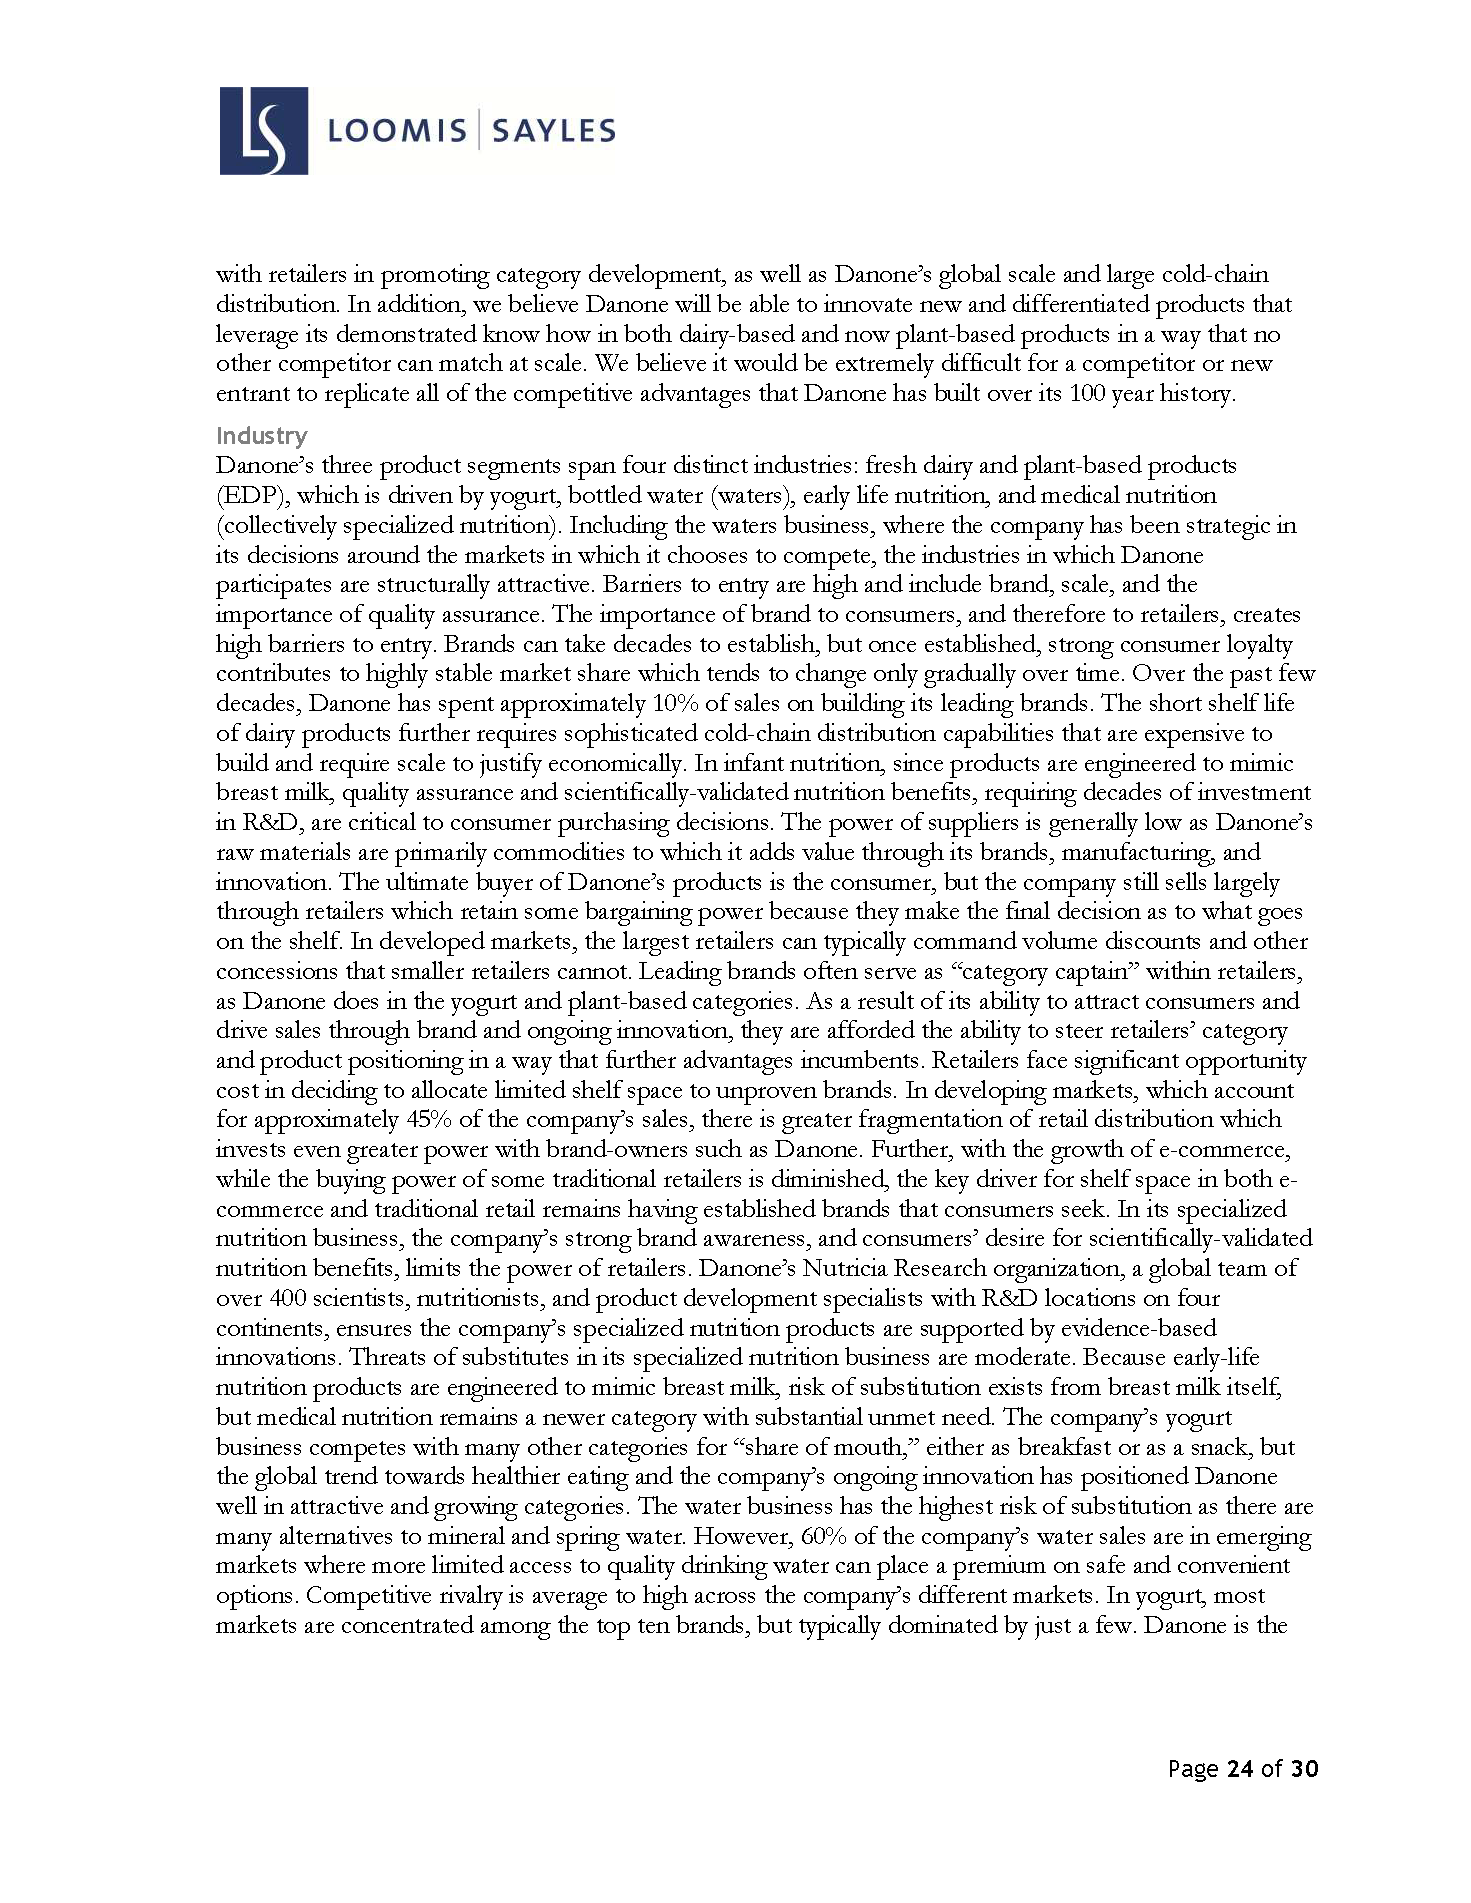 LS LOOMIS | SAYLES
with retailers in promoting category development, as well as Danone’s global scale and large cold-chain
distribution. In addition, we believe Danone will be able to innovate new and differentiated products that
leverage its demonstrated know how in both dairy-based and now plant-based products in a way that no
other competitor can match at scale. We believe it would be extremely difficult for a competitor or new
entrant to replicate all of the competitive advantages that Danone has built over its 100 year history.
Industry
Danone’s three product segments span four distinct industries: fresh dairy and plant-based products
(EDP), which is driven by yogurt, bottled water (waters), early life nutrition, and medical nutrition
(collectively specialized nutrition). Including the waters business, where the company has been strategic in
its decisions around the markets in which it chooses to compete, the industries in which Danone
participates are structurally attractive. Barriers to entry are high and include brand, scale, and the
importance of quality assurance. The importance of brand to consumers, and therefore to retailers, creates
high barriers to entry. Brands can take decades to establish, but once established, strong consumer loyalty
contributes to highly stable market share which tends to change only gradually over time. Over the past few
decades, Danone has spent approximately 10% of sales on building its leading brands. The short shelf life
of dairy products further requires sophisticated cold-chain distribution capabilities that are expensive to
build and require scale to justify economically. In infant nutrition, since products are engineered to mimic
breast milk, quality assurance and scientifically-validated nutrition benefits, requiring decades of investment
in R&D, are critical to consumer purchasing decisions. The power of suppliers is generally low as Danone’s
raw materials are primarily commodities to which it adds value through its brands, manufacturing, and
innovation. The ultimate buyer of Danone’s products is the consumer, but the company still sells largely
through retailers which retain some bargaining power because they make the final decision as to what goes
on the shelf. In developed markets, the largest retailers can typically command volume discounts and other
concessions that smaller retailers cannot. Leading brands often serve as “category captain” within retailers,
as Danone does in the yogurt and plant-based categories. As a result of its ability to attract consumers and
drive sales through brand and ongoing innovation, they are afforded the ability to steer retailers’ category
and product positioning in a way that further advantages incumbents. Retailers face significant opportunity
cost in deciding to allocate limited shelf space to unproven brands. In developing markets, which account
for approximately 45% of the company’s sales, there is greater fragmentation of retail distribution which
invests even greater power with brand-owners such as Danone. Further, with the growth of e-commerce,
while the buying power of some traditional retailers is diminished, the key driver for shelf space in both e-
commerce and traditional retail remains having established brands that consumers seek. In its specialized
nutrition business, the company’s strong brand awareness, and consumers’ desire for scientifically-validated
nutrition benefits, limits the power of retailers. Danone’s Nutricia Research organization, a global team of
over 400 scientists, nutritionists, and product development specialists with R&D locations on four
continents, ensures the company’s specialized nutrition products are supported by evidence-based
innovations. Threats of substitutes in its specialized nutrition business are moderate. Because early-life
nutrition products are engineered to mimic breast milk, risk of substitution exists from breast milk itself,
but medical nutrition remains a newer category with substantial unmet need. The company’s yogurt
business competes with many other categories for “share of mouth,” either as breakfast or as a snack, but
the global trend towards healthier eating and the company’s ongoing innovation has positioned Danone
well in attractive and growing categories. The water business has the highest risk of substitution as there are
many alternatives to mineral and spring water. However, 60% of the company’s water sales are in emerging
markets where more limited access to quality drinking water can place a premium on safe and convenient
options. Competitive rivalry is average to high across the company’s different markets. In yogurt, most
markets are concentrated among the top ten brands, but typically dominated by just a few. Danone is the
Page 24 of 30